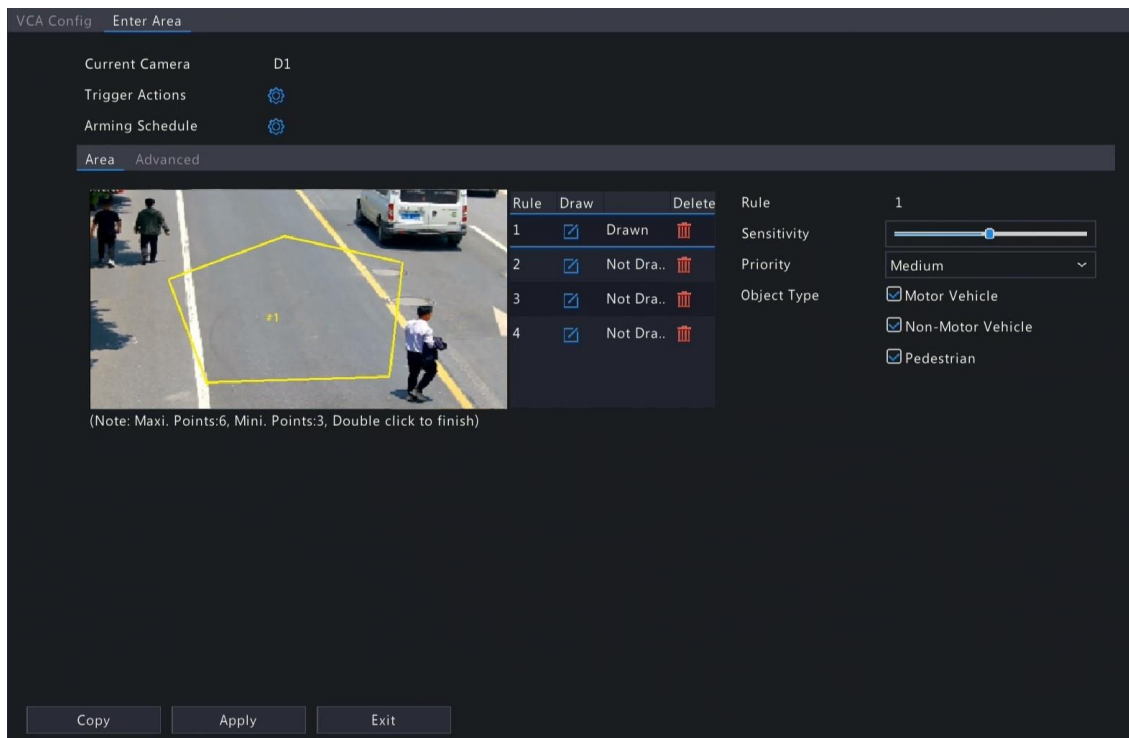 VCA Config Enter Area
Current Camera D1
Trigger Actions
Arming Schedule
Area Advanced
Rule Draw Delete
1 Drawn
2 Not Dra..
3 Not Dra..
4 Not Dra..
#1
(Note: Maxi. Points:6, Mini. Points:3, Double click to finish)
Rule 1
Sensitivity
Priority Medium
Object Type Motor Vehicle
Non-Motor Vehicle
Pedestrian
Copy Apply Exit